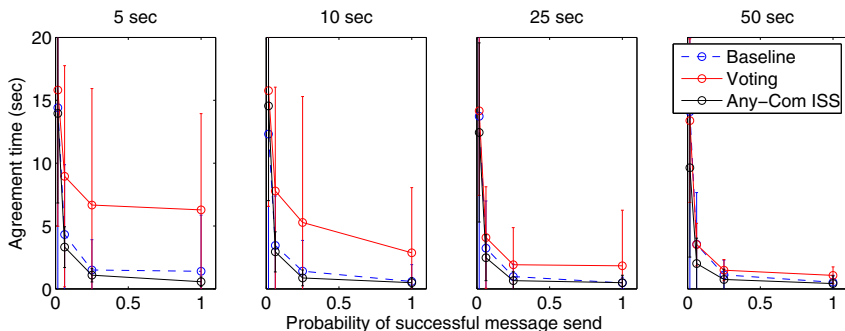 5 sec
10 sec
25 sec
50 sec
20
15
10
5
0
Agreement time (sec)
0 0.5 1
0 0.5 1
0 0.5 1
0 0.5 1
Baseline
Voting
Any-Com ISS
Probability of successful message send